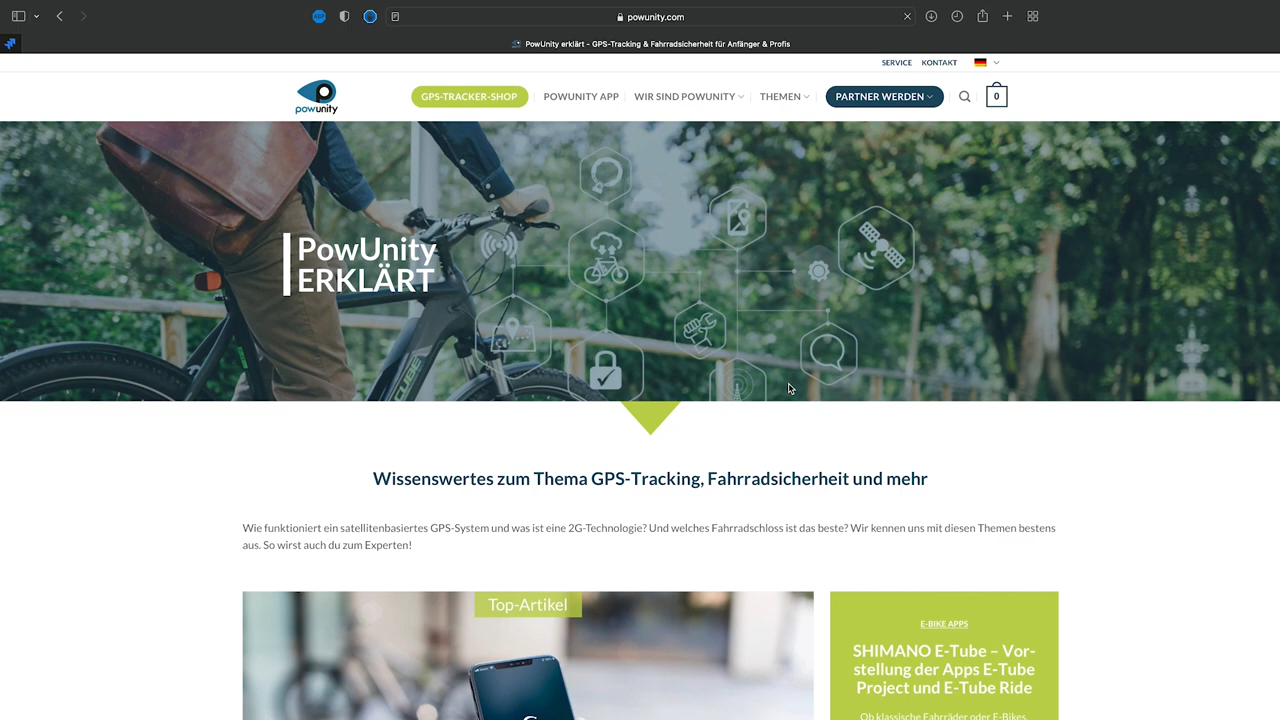 powunity.com
PowUnity erklärt - GPS-Tracking & Fahrradsicherheit für Anfänger & Profis
SERVICE KONTAKT
powunity
GPS-TRACKER-SHOP POWUNITY APP WIR SIND POWUNITY THEMEN PARTNER WERDEN 0
PowUnity
ERKLÄRT
CUBE
Wissenswertes zum Thema GPS-Tracking, Fahrradsicherheit und mehr
Wie funktioniert ein satellitenbasiertes GPS-System und was ist eine 2G-Technologie? Und welches Fahrradschloss ist das beste? Wir kennen uns mit diesen Themen bestens
aus. So wirst auch du zum Experten!
Top-Artikel
E-BIKE APPS
SHIMANO E-Tube – Vor-
stellung der Apps E-Tube
Project und E-Tube Ride
Ob klassische Fahrräder oder E-Bikes,